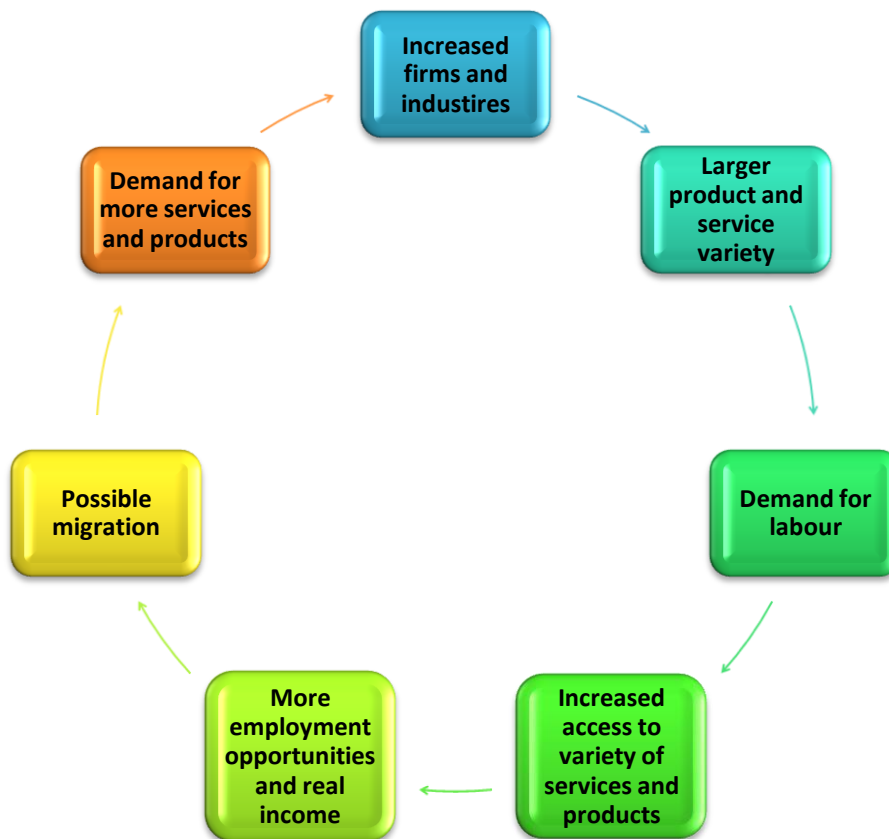 Increased
firms and
industires
Larger
product and
service
variety
Demand for
labour
Increased
access to
variety of
services and
products
More
employment
opportunities
and real
income
Possible
migration
Demand for
more services
and products